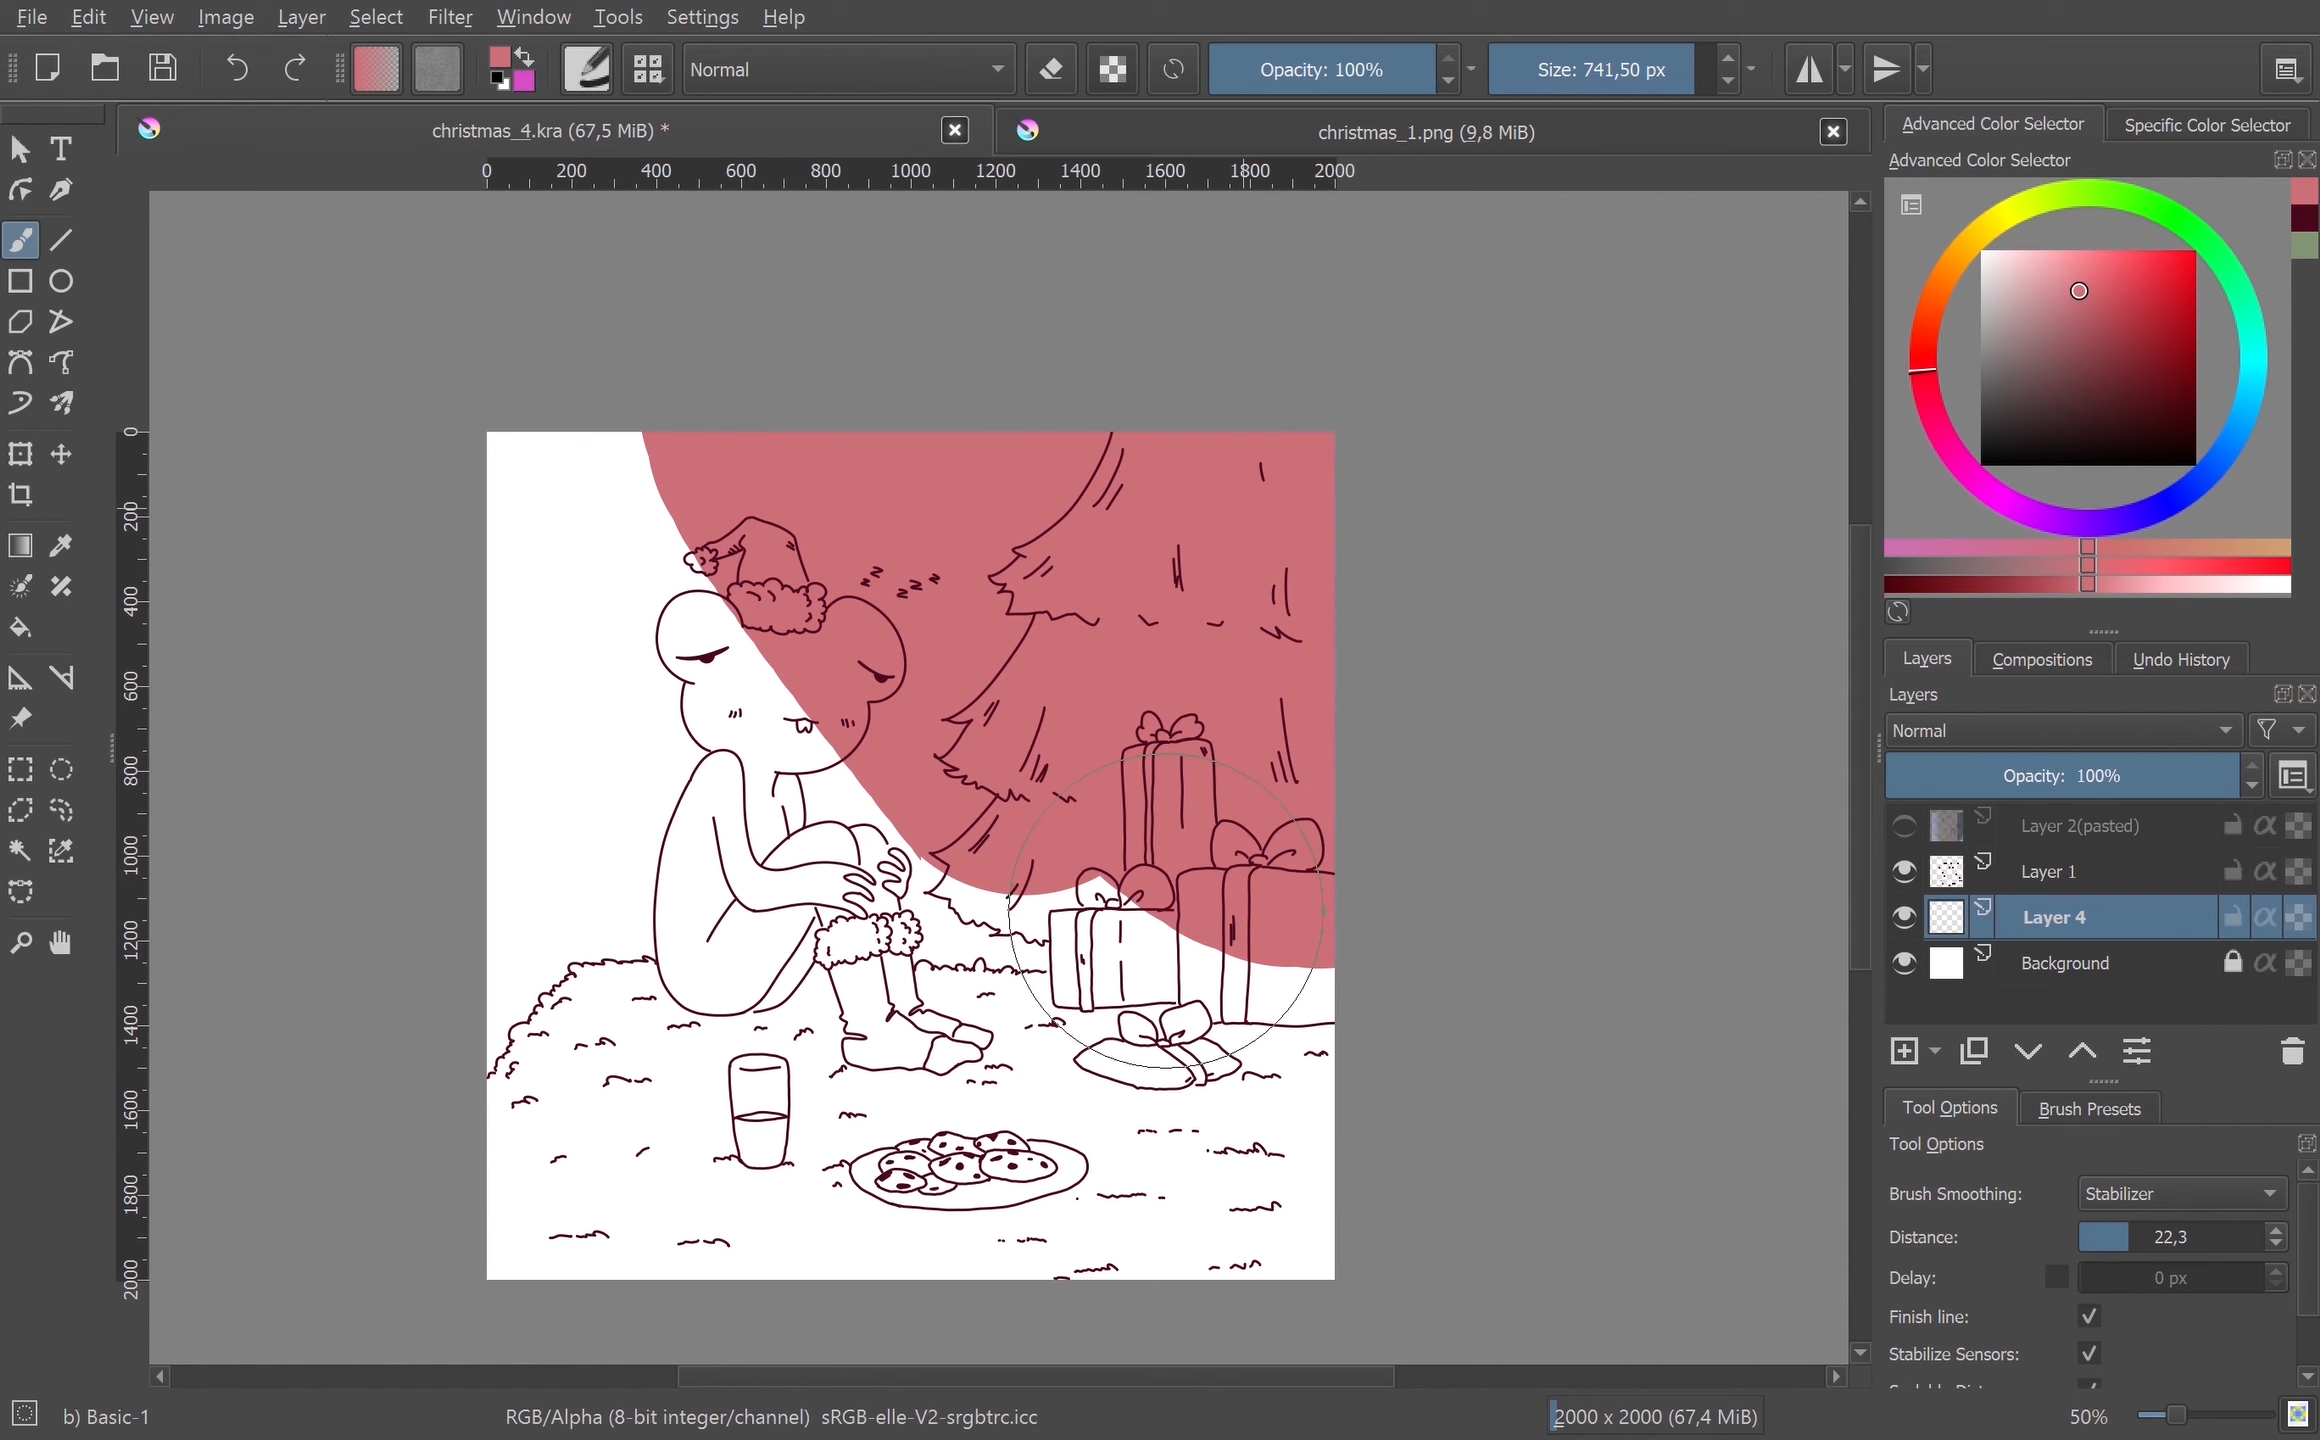 File Edit View Image Layer Select Filter Window Tools Settings Help
Normal Opacity: 100% Size: 741,50 px
christmas_4.kra (67,5 MiB) * christmas_1.png (9,8 MiB)
Advanced Color Selector Specific Color Selector
Advanced Color Selector
0 200 400 600 800 1000 1200 1400 1600 1800 2000
0
200
400
600
800
1000
1200
1400
1600
1800
2000
z z z z z
Layers Compositions Undo History
Layers
Normal
Opacity: 100%
Layer 2(pasted)
Layer 1
Layer 4
Background
Tool Options Brush Presets
Tool Options
Brush Smoothing: Stabilizer
Distance: 22,3
Delay: 0 px
Finish line:
Stabilize Sensors:
b) Basic-1 RGB/Alpha (8-bit integer/channel) sRGB-elle-V2-srgbtrc.icc 2000 x 2000 (67,4 MiB) 50%